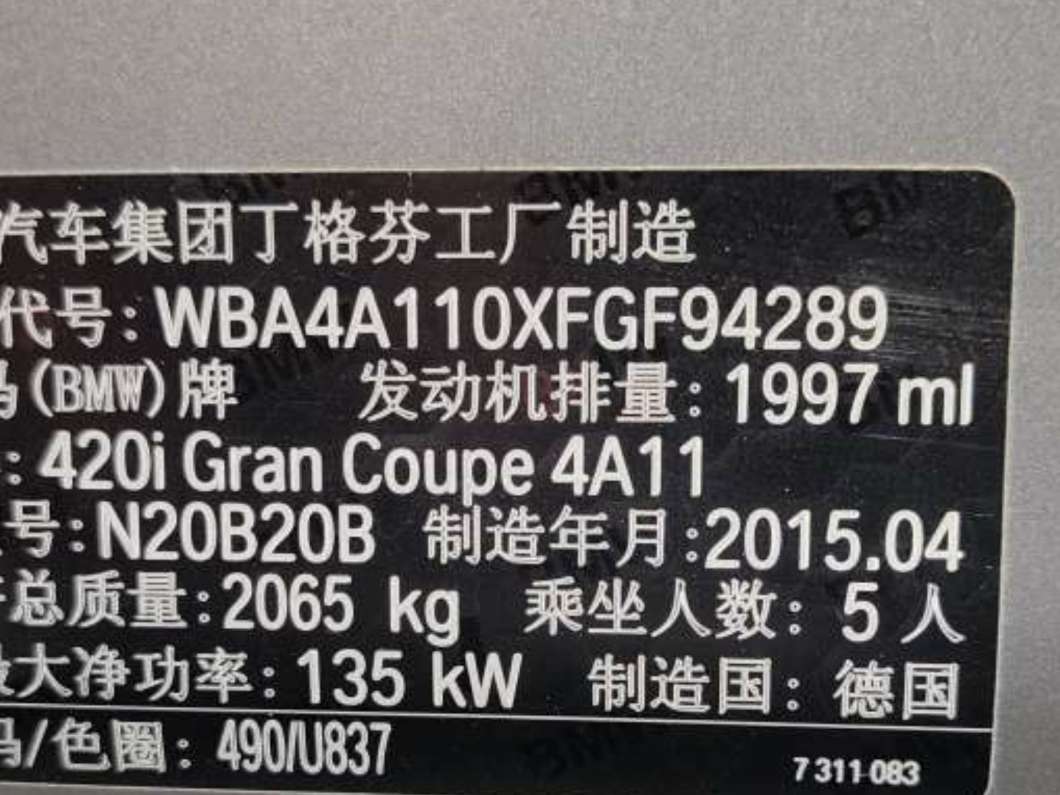 汽车集团丁格芬工厂制造
代号:WBA4A110XFGF94289
(BMW)牌 发动机排量:1997 ml
:420i Gran Coupe 4A11
号:N20B20B 制造年月:2015.04
总质量:2065 kg 乘坐人数: 5 人
大净功率:135 kW 制造国: 德国
码/色圈: 490/U837
7 311 083